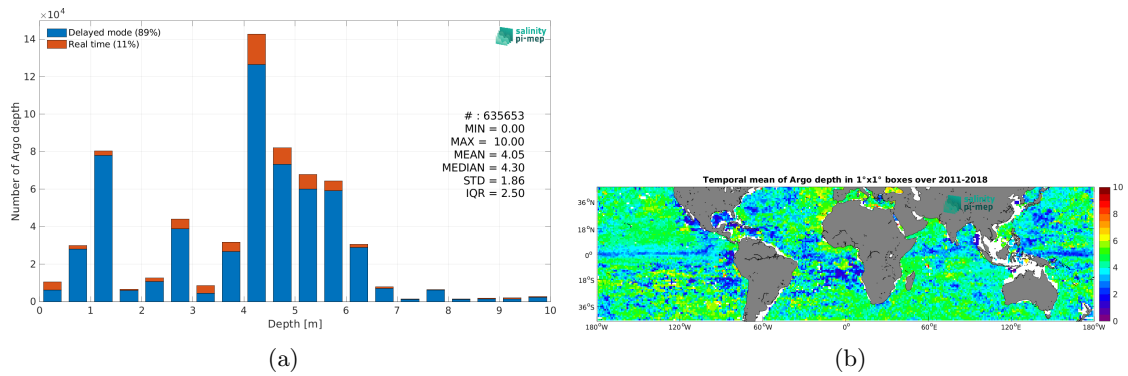 ×10⁴
14
12
10
8
6
4
2
0
Number of Argo depth
Delayed mode (89%)
Real time (11%)
salinity
pi-mep
# : 635653
MIN = 0.00
MAX = 10.00
MEAN = 4.05
MEDIAN = 4.30
STD = 1.86
IQR = 2.50
0 1 2 3 4 5 6 7 8 9 10
Depth [m]
(a)
Temporal mean of Argo depth in 1°x1° boxes over 2011-2018
salinity
pi-mep
36°N
18°N
0°
18°S
36°S
180°W 120°W 60°W 0° 60°E 120°E 180°W
10
8
6
4
2
0
(b)